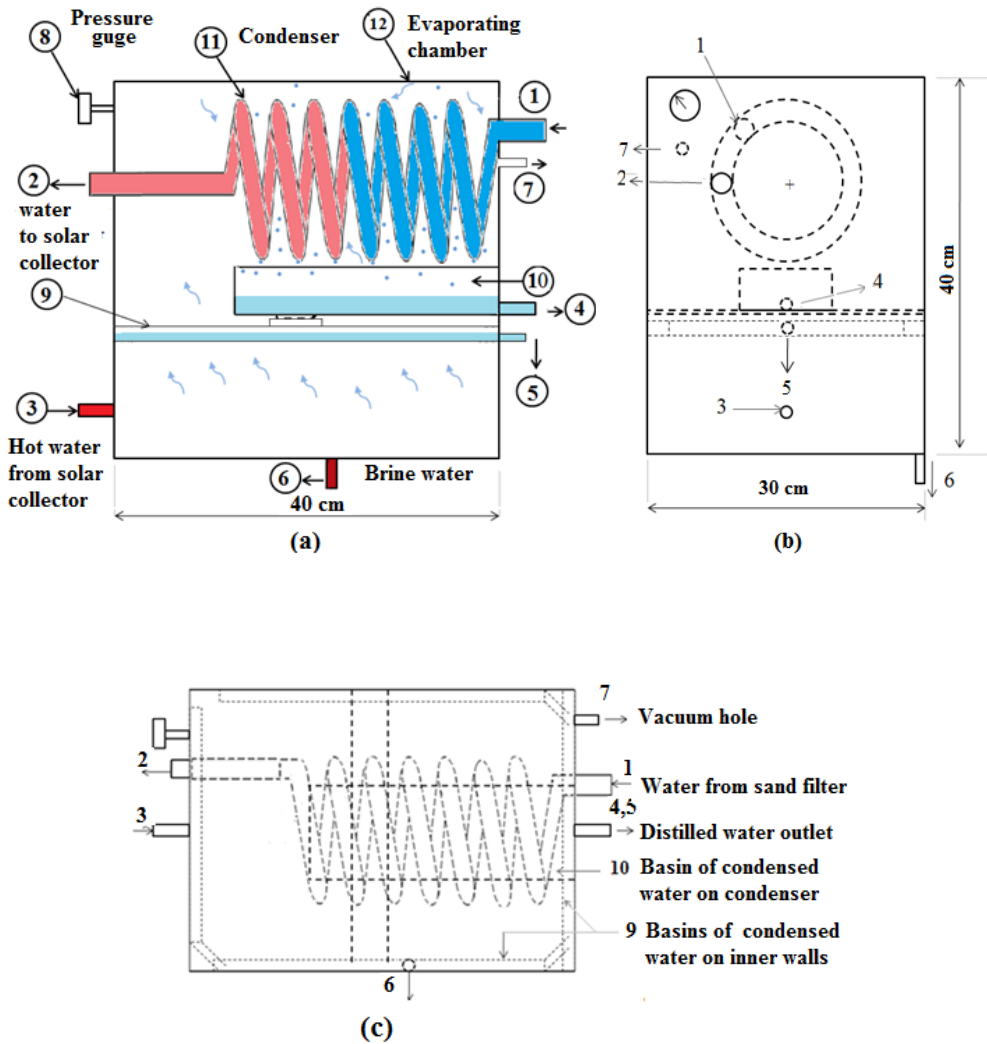 8
Pressure
guge
11
Condenser
12
Evaporating
chamber
1
2
water
to solar
collector
7
9
10
4
5
3
Hot water
from solar
collector
6
Brine water
40 cm
(a)
1
7
2
4
5
3
40 cm
6
30 cm
(b)
7
Vacuum hole
2
1
Water from sand filter
3
4,5
Distilled water outlet
10 Basin of condensed
water on condenser
9 Basins of condensed
water on inner walls
6
(c)